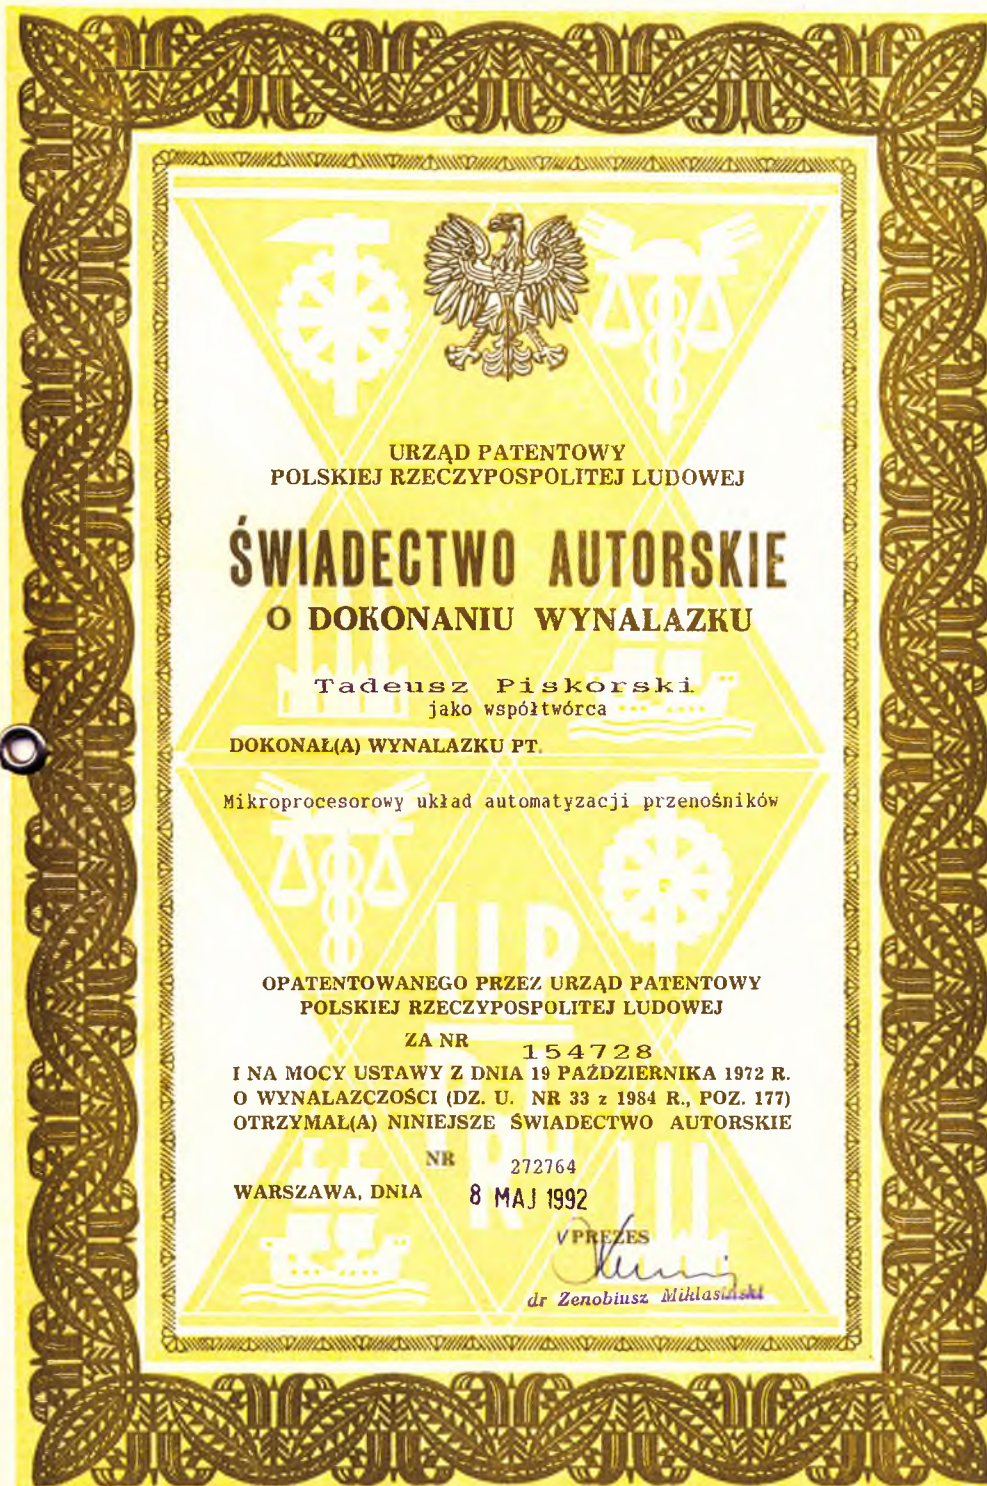 URZĄD PATENTOWY
POLSKIEJ RZECZYPOSPOLITEJ LUDOWEJ
ŚWIADECTWO AUTORSKIE
O DOKONANIU WYNALAZKU
Tadeusz Piskorski
jako współtwórca
DOKONAŁ(A) WYNALAZKU PT.
Mikroprocesorowy układ automatyzacji przenośników
OPATENTOWANEGO PRZEZ URZĄD PATENTOWY
POLSKIEJ RZECZYPOSPOLITEJ LUDOWEJ
ZA NR 154728
I NA MOCY USTAWY Z DNIA 19 PAŹDZIERNIKA 1972 R.
O WYNALAZCZOŚCI (DZ. U. NR 33 z 1984 R., POZ. 177)
OTRZYMAŁ(A) NINIEJSZE ŚWIADECTWO AUTORSKIE
NR 272764
WARSZAWA, DNIA 8 MAJ 1992
V PREZES
dr Zenobiusz Miklasiński